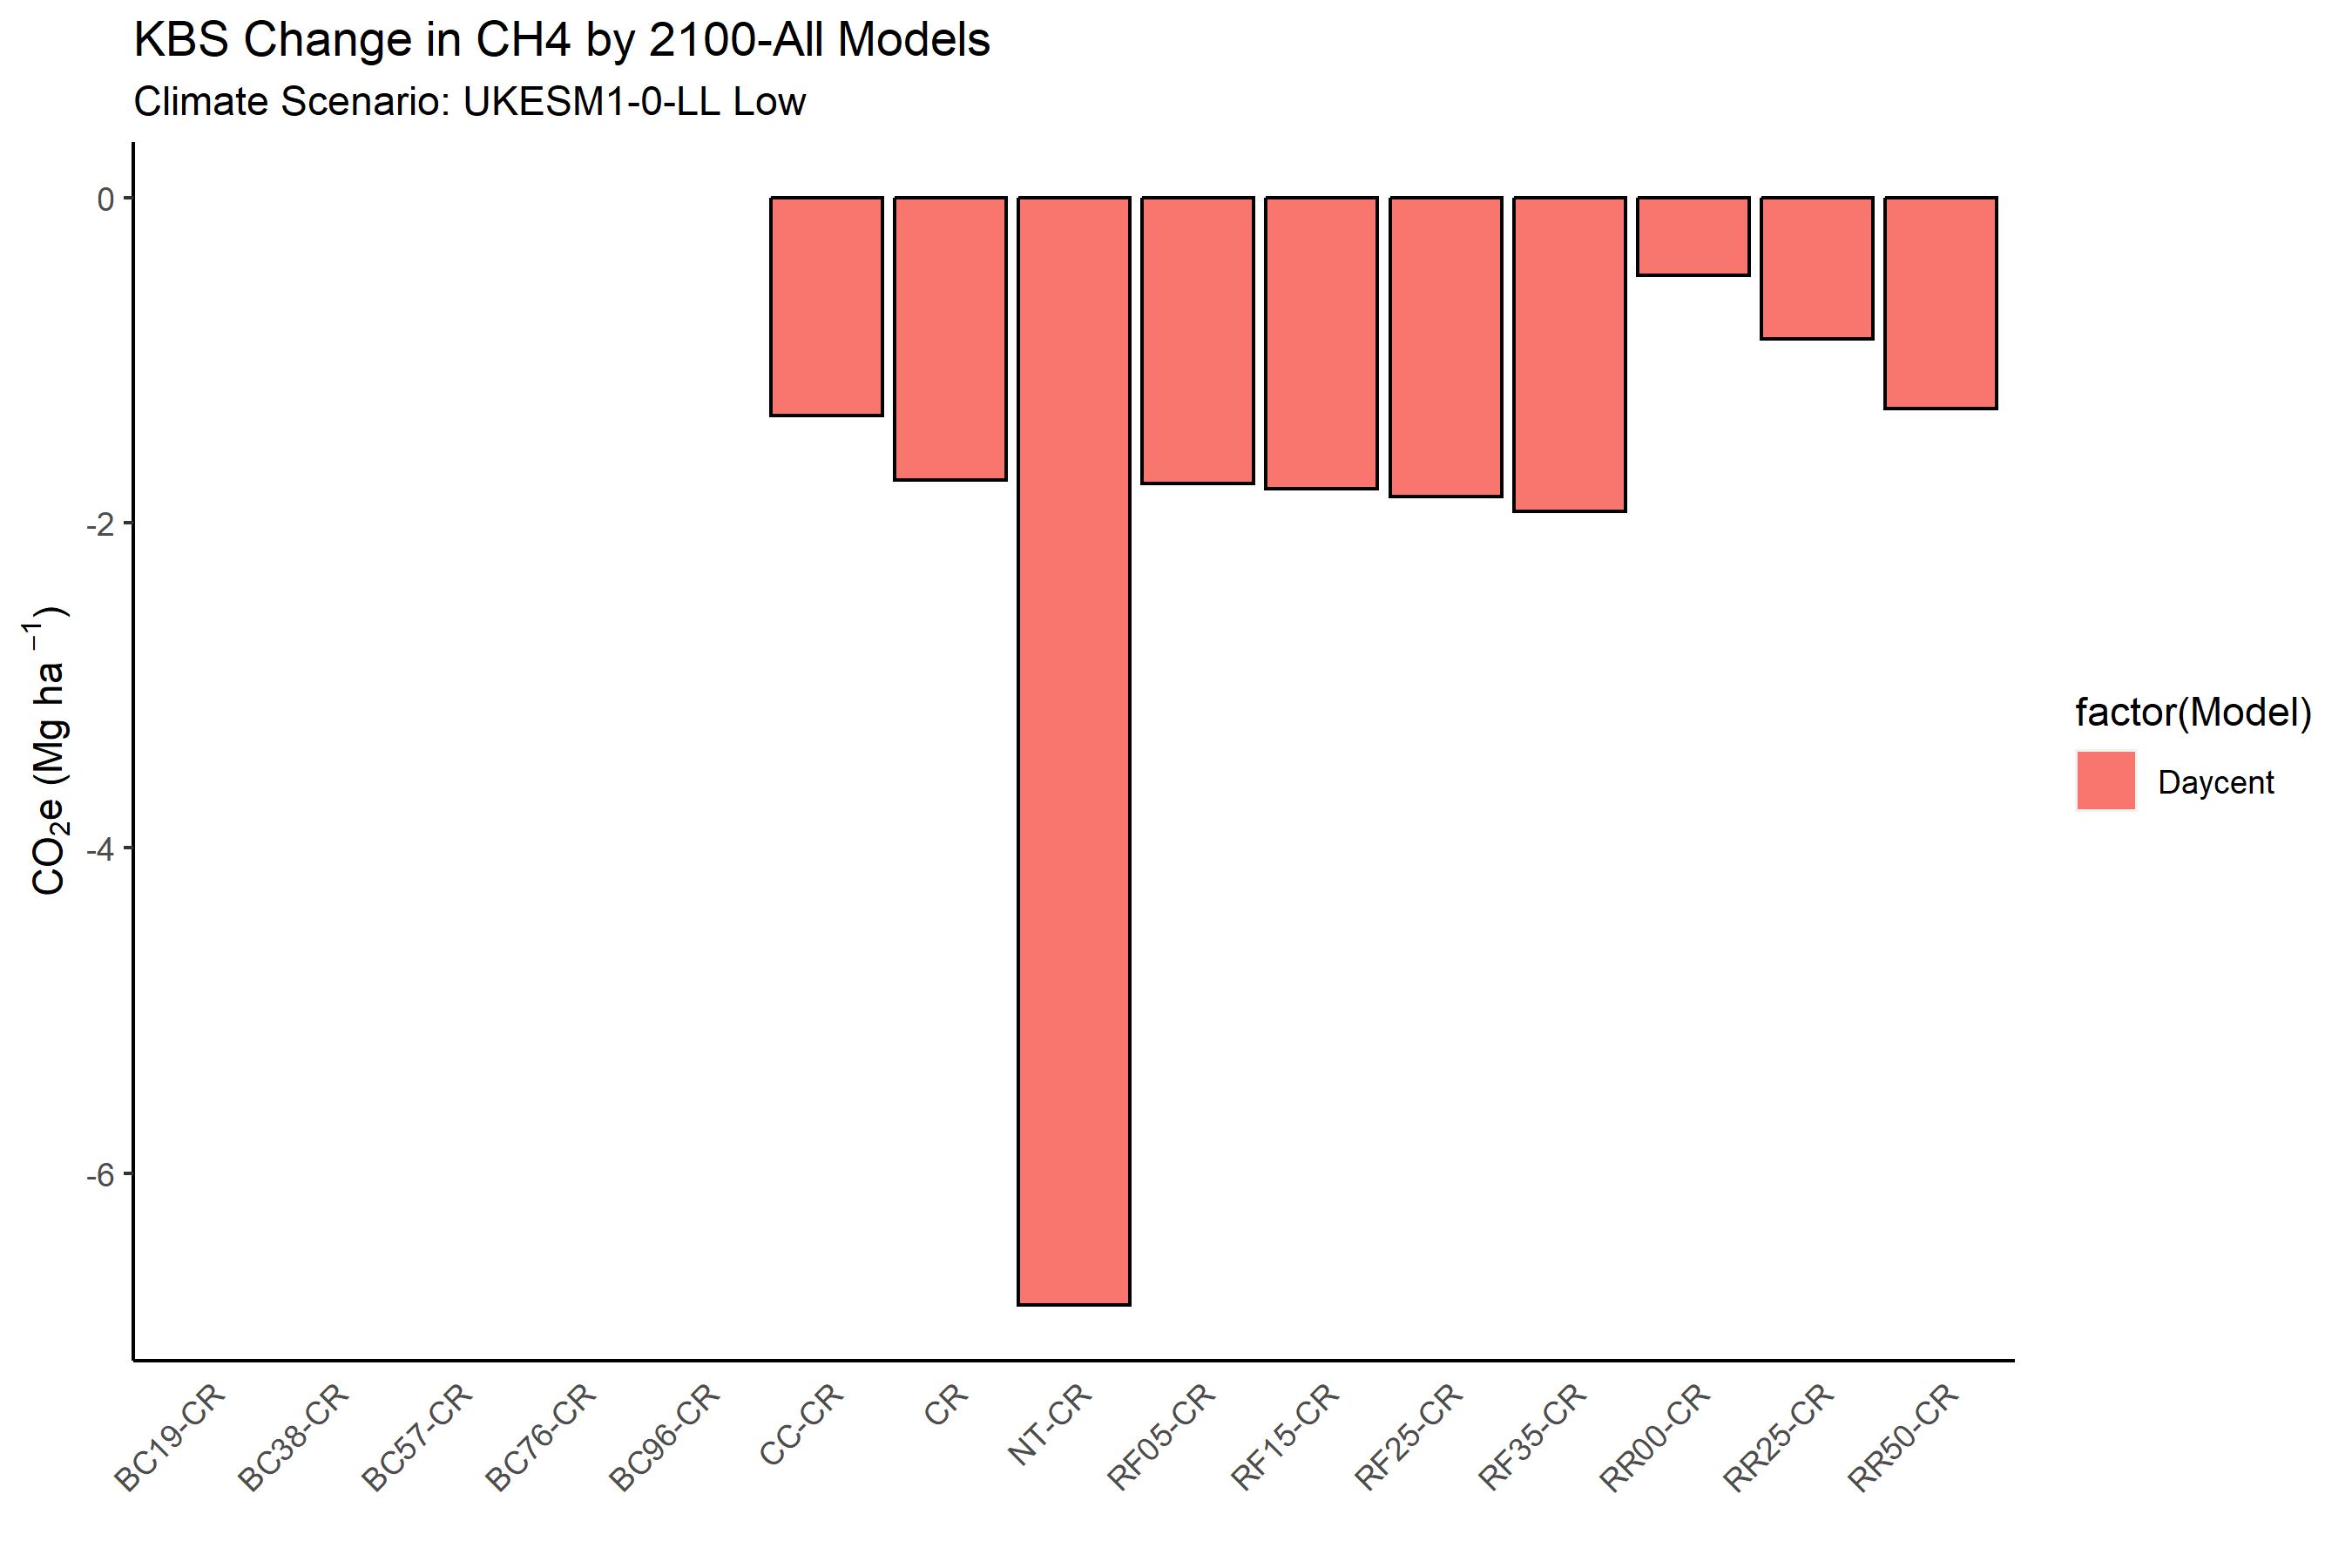 KBS Change in CH4 by 2100-All Models
Climate Scenario: UKESM1-0-LL Low
0
-2
-4
-6
CO₂e (Mg ha ⁻¹)
BC19-CR
BC38-CR
BC57-CR
BC76-CR
BC96-CR
CC-CR
CR
NT-CR
RF05-CR
RF15-CR
RF25-CR
RF35-CR
RR00-CR
RR25-CR
RR50-CR
factor(Model)
Daycent